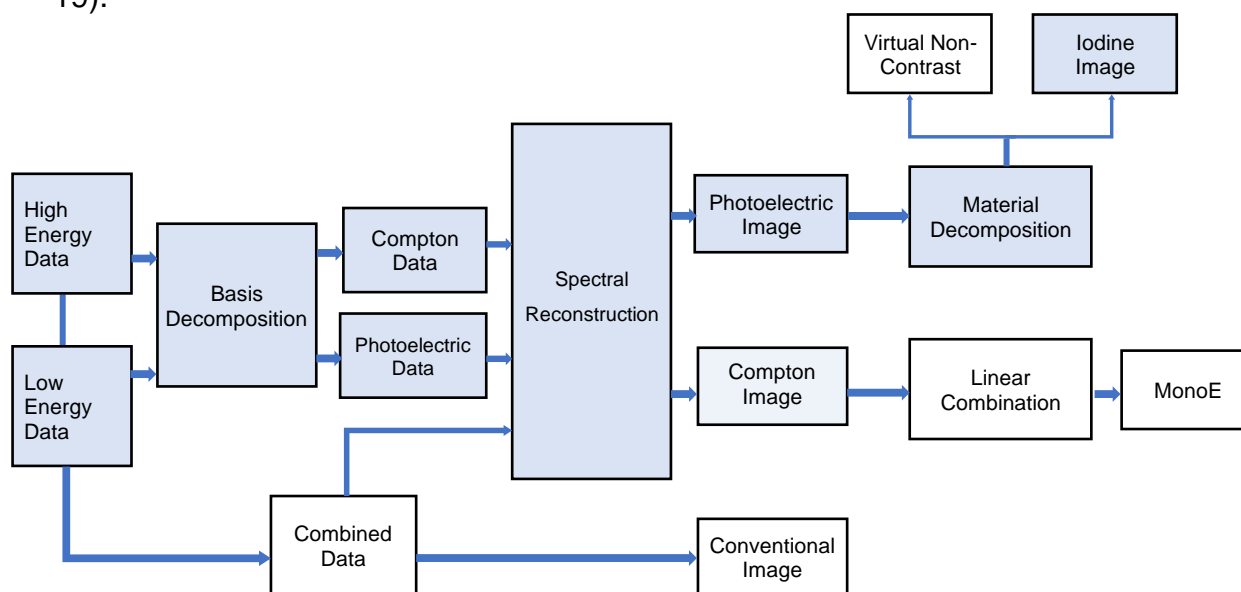 19).
Virtual Non-
Contrast
Iodine
Image
High
Energy
Data
Low
Energy
Data
Basis
Decomposition
Compton
Data
Photoelectric
Data
Spectral
Reconstruction
Photoelectric
Image
Material
Decomposition
Compton
Image
Linear
Combination
MonoE
Combined
Data
Conventional
Image